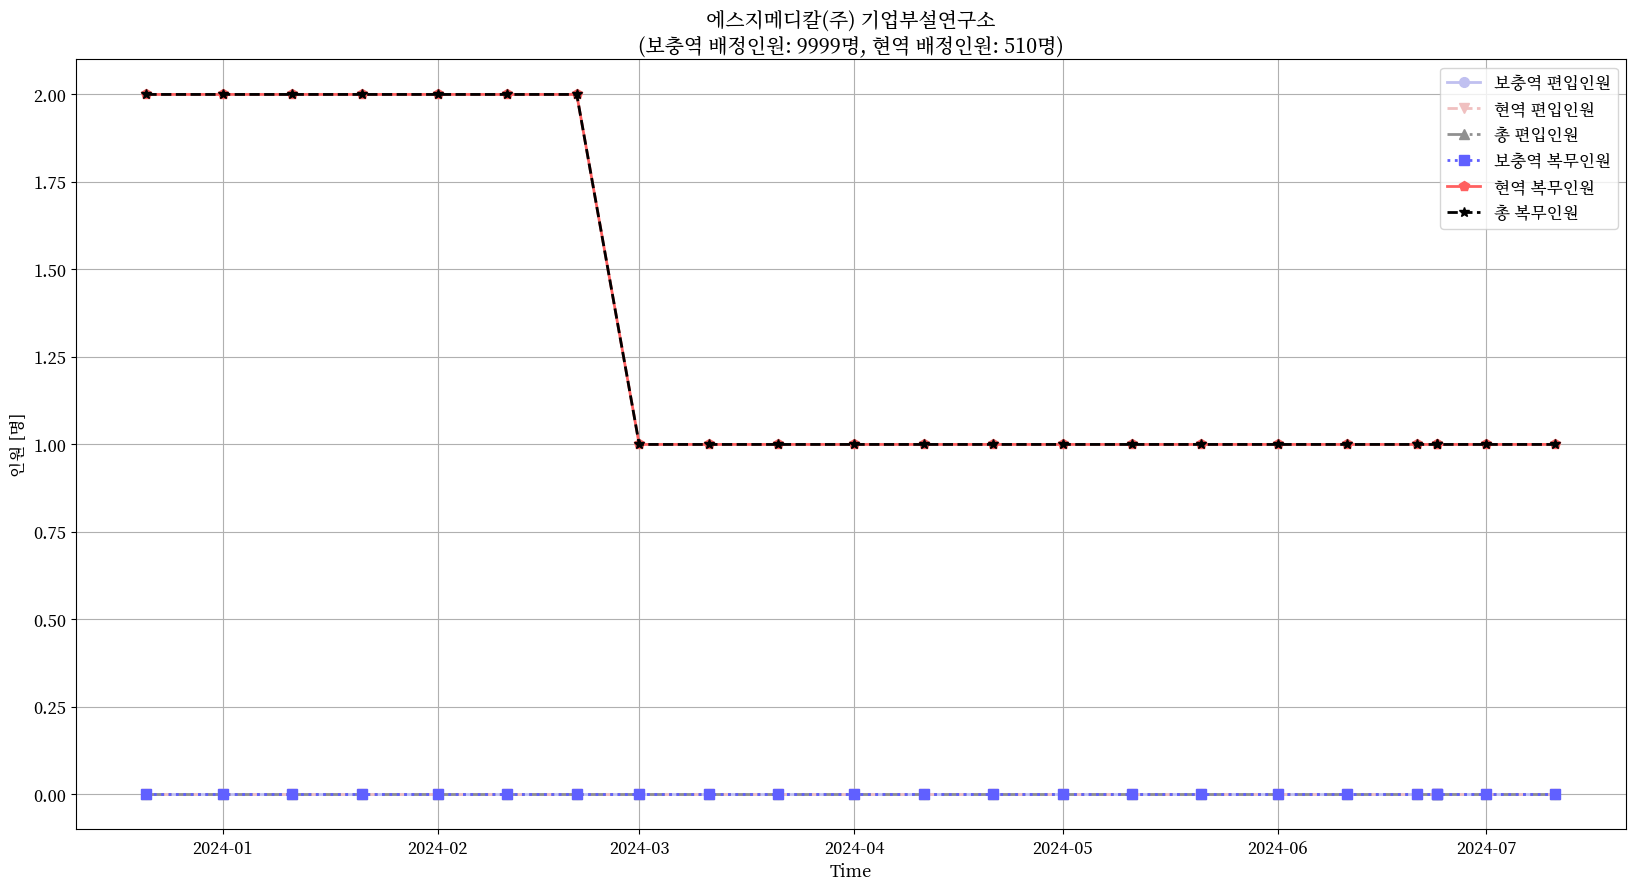 에스지메디칼(주) 기업부설연구소
(보충역 배정인원: 9999명, 현역 배정인원: 510명)
보충역 편입인원
현역 편입인원
총 편입인원
보충역 복무인원
현역 복무인원
총 복무인원
2.00
1.75
1.50
1.25
1.00
0.75
0.50
0.25
0.00
인원 [명]
2024-01 2024-02 2024-03 2024-04 2024-05 2024-06 2024-07
Time